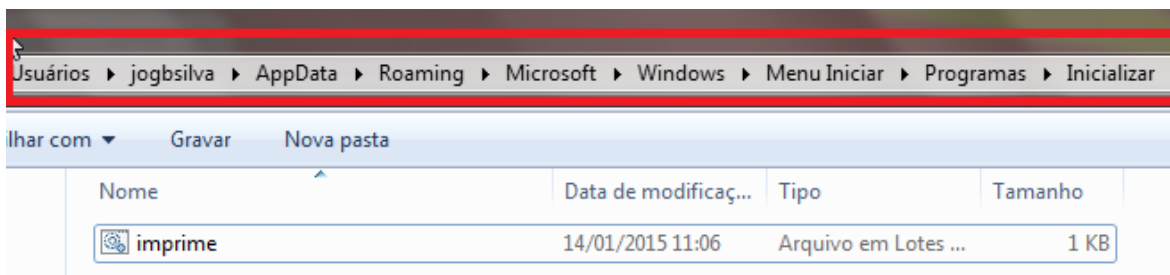 Usuários ▸ jogbsilva ▸ AppData ▸ Roaming ▸ Microsoft ▸ Windows ▸ Menu Iniciar ▸ Programas ▸ Inicializar
ilhar com Gravar Nova pasta
Nome Data de modificaç... Tipo Tamanho
imprime 14/01/2015 11:06 Arquivo em Lotes ... 1 KB